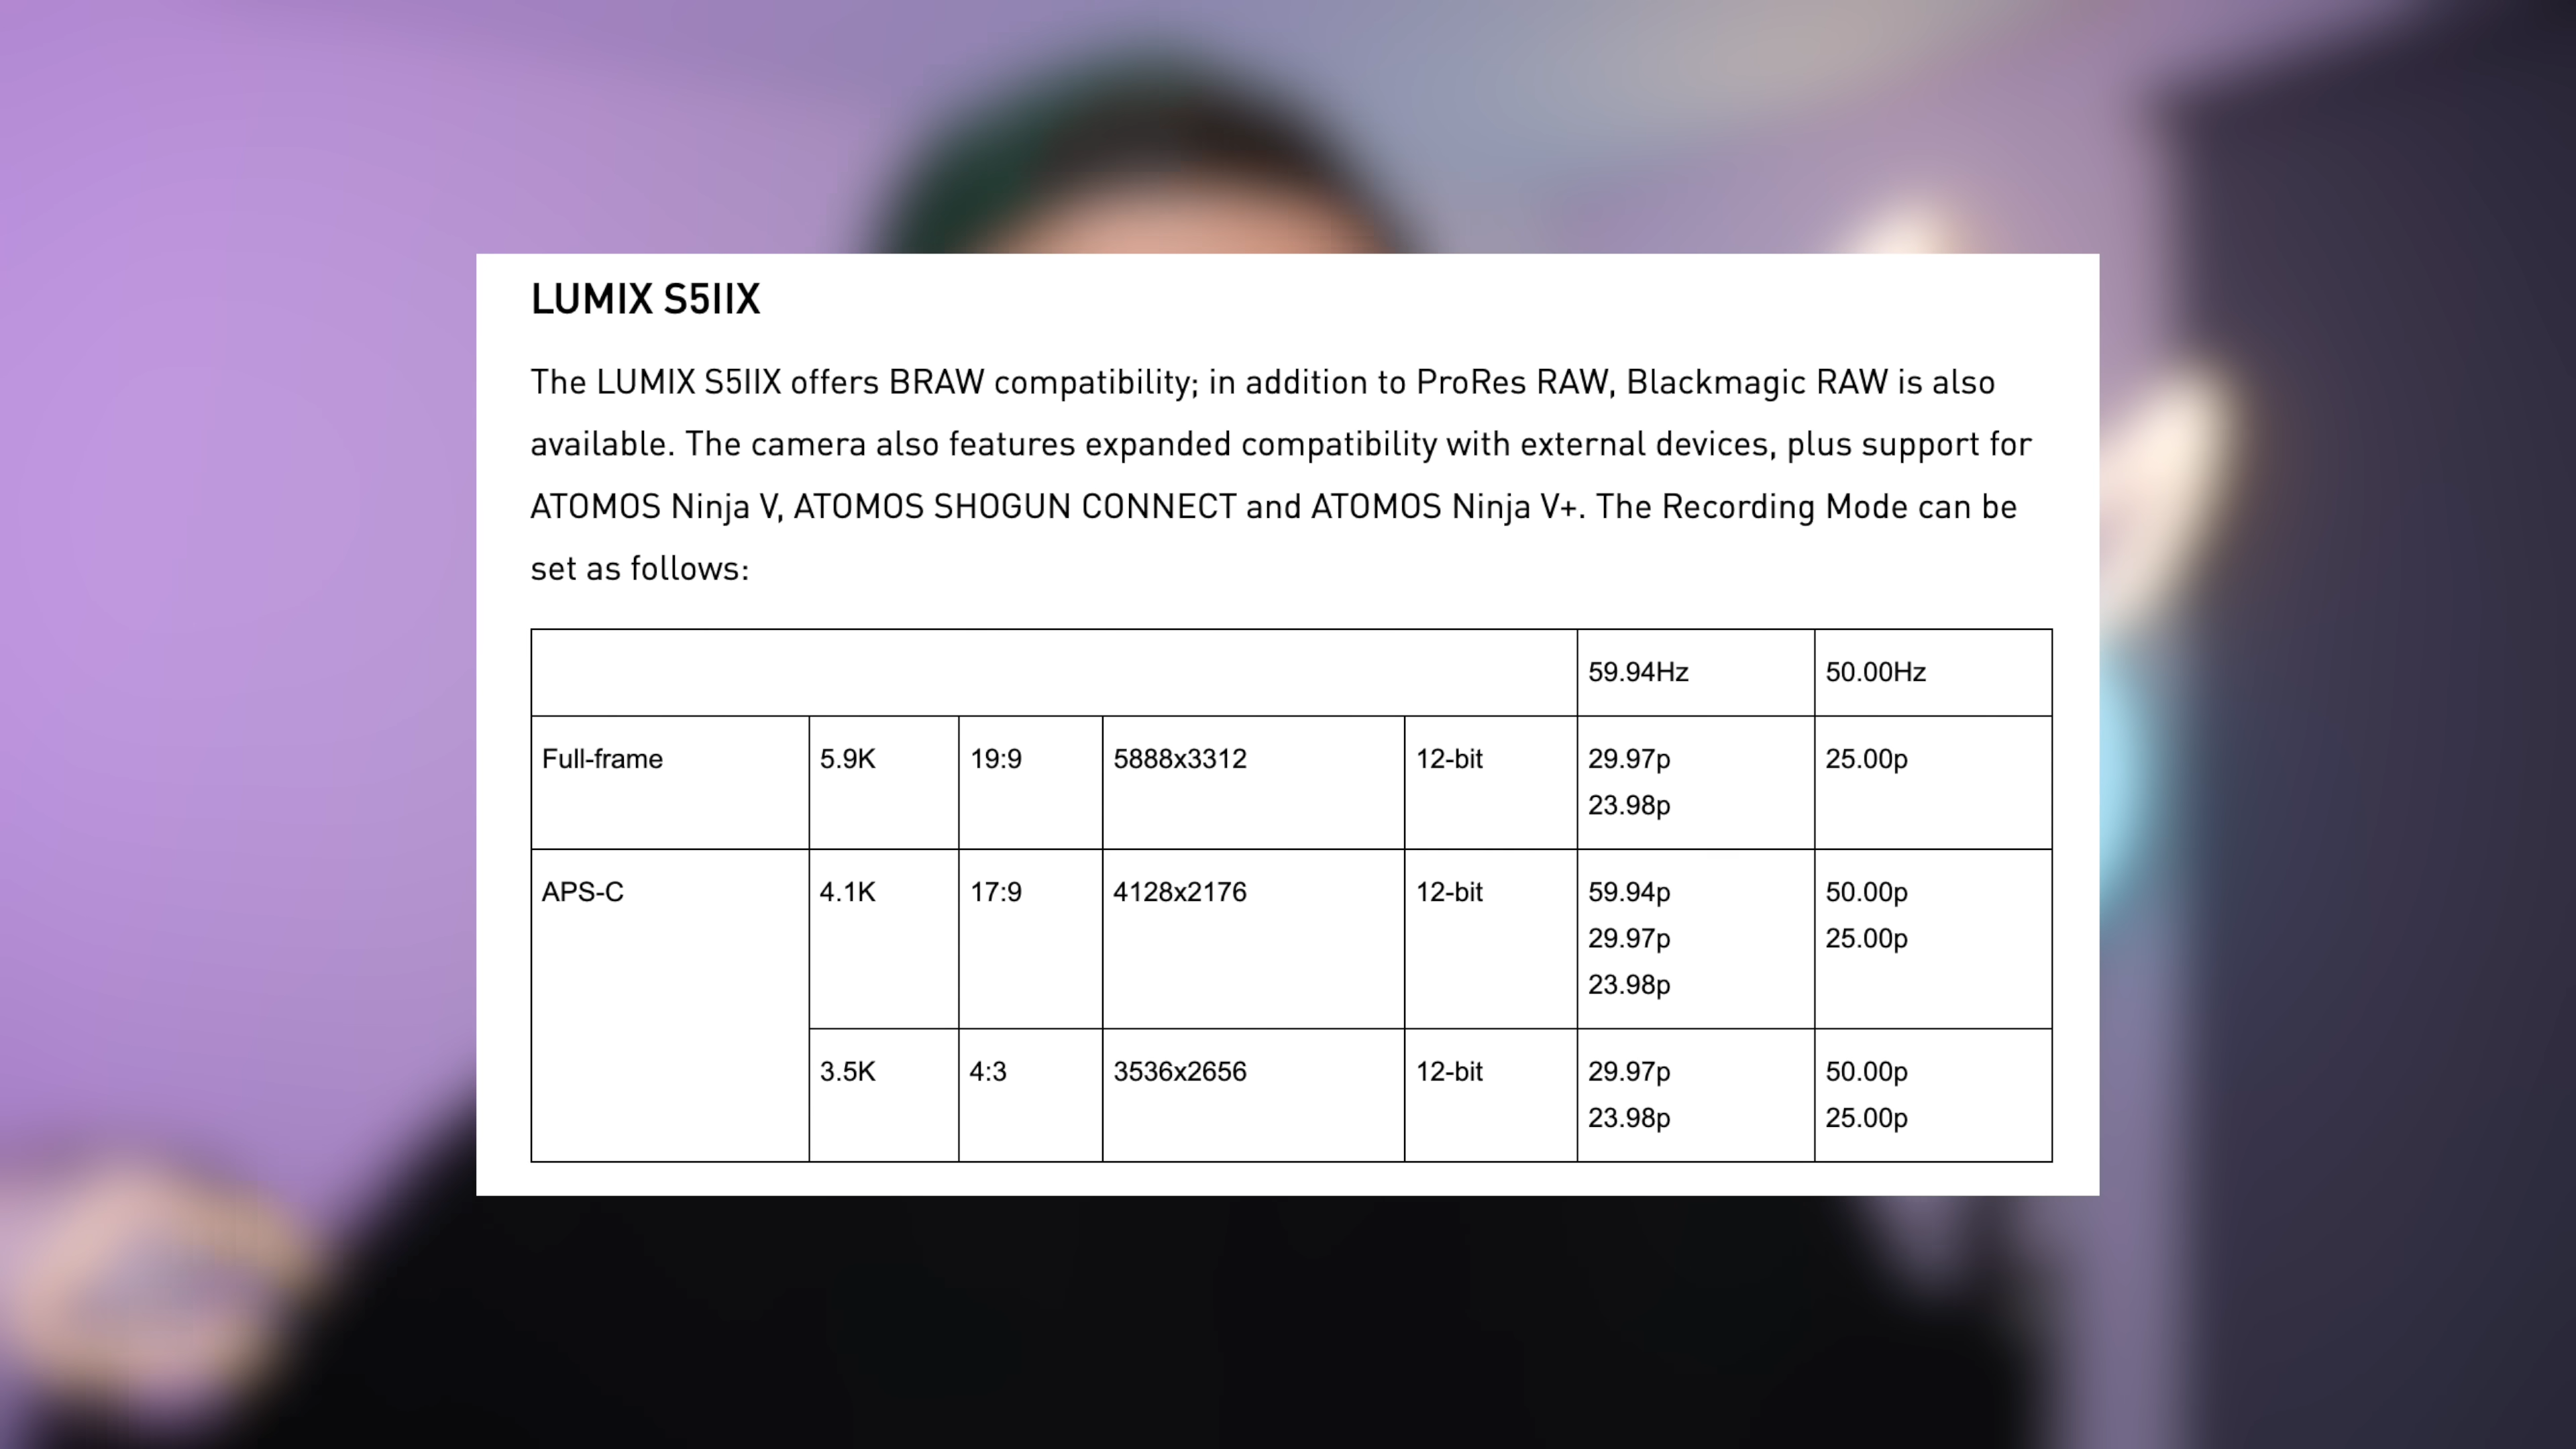 LUMIX S5IIX
The LUMIX S5IIX offers BRAW compatibility; in addition to ProRes RAW, Blackmagic RAW is also
available. The camera also features expanded compatibility with external devices, plus support for
ATOMOS Ninja V, ATOMOS SHOGUN CONNECT and ATOMOS Ninja V+. The Recording Mode can be
set as follows:
59.94Hz 50.00Hz
Full-frame 5.9K 19:9 5888x3312 12-bit 29.97p 25.00p
23.98p
APS-C 4.1K 17:9 4128x2176 12-bit 59.94p 50.00p
29.97p 25.00p
23.98p
3.5K 4:3 3536x2656 12-bit 29.97p 50.00p
23.98p 25.00p